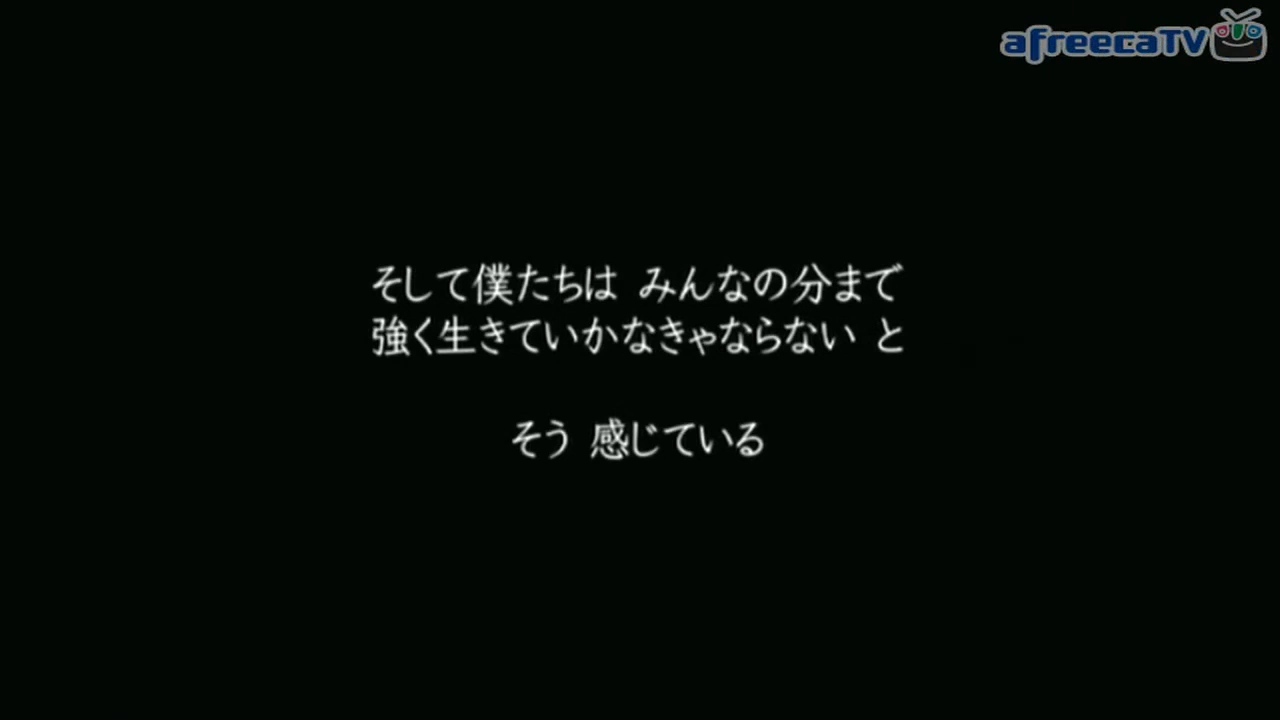 afreecaTV
そして僕たちは みんなの分まで
強く生きていかなきゃならない と
そう 感じている